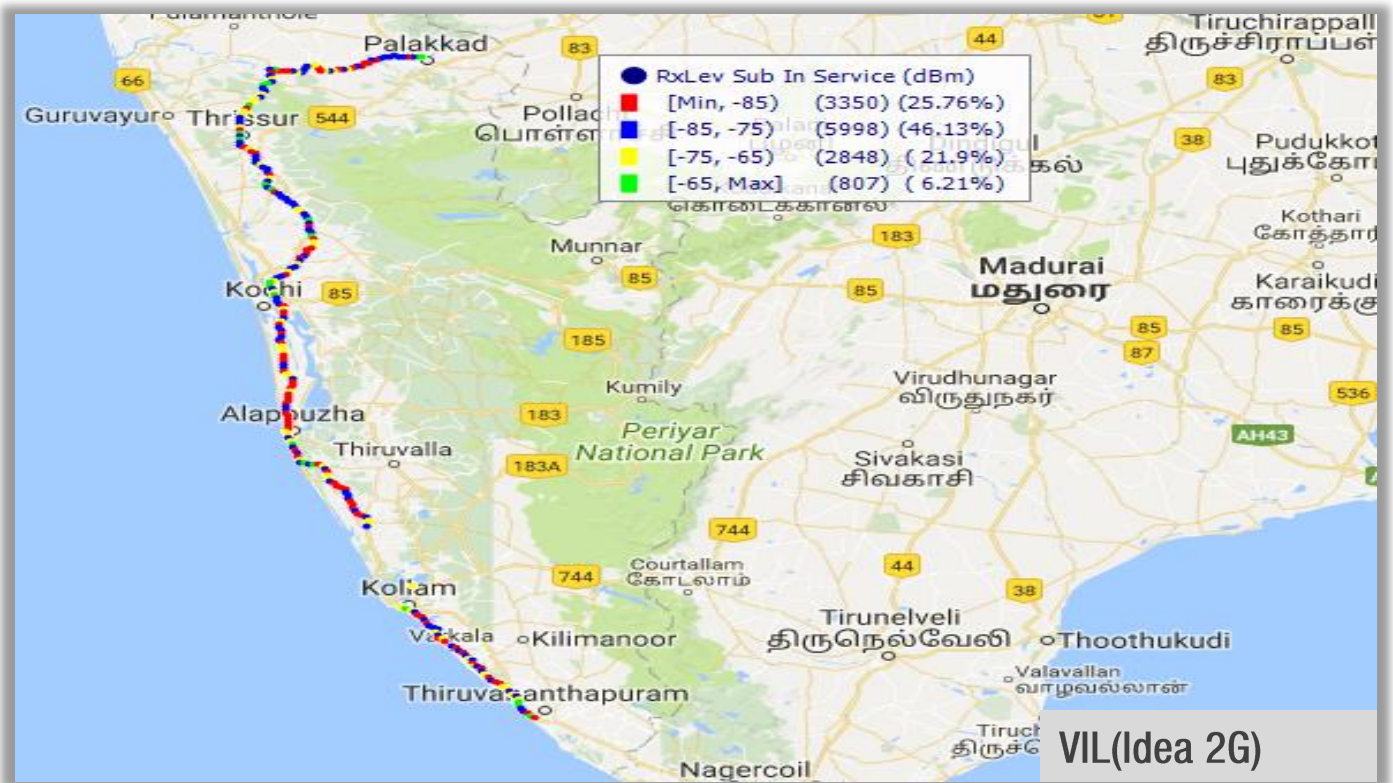 Palakkad
83
44
Tiruchirappall
66
RxLev Sub In Service (dBm)
[Min, -85) (3350) (25.76%)
[-85, -75) (5998) (46.13%)
[-75, -65) (2848) ( 21.9%)
[-65, Max] (807) ( 6.21%)
83
Guruvayur
Thrissur
544
38
Pudukkot
Kothari
Munnar
183
Madurai
மதுரை
Karaikudi
Kochi
85
85
85
85
85
87
185
Kumily
Virudhunagar
விருதுநகர்
536
Alappuzha
183
Periyar
National Park
AH43
Thiruvalla
183A
Sivakasi
சிவகாசி
744
Courtallam
44
744
38
Kollam
Tirunelveli
திருநெல்வேலி
Varkala
Kilimanoor
Thoothukudi
Valavallan
வாழவல்லான்
Thiruvananthapuram
Nagercoil
VIL(Idea 2G)